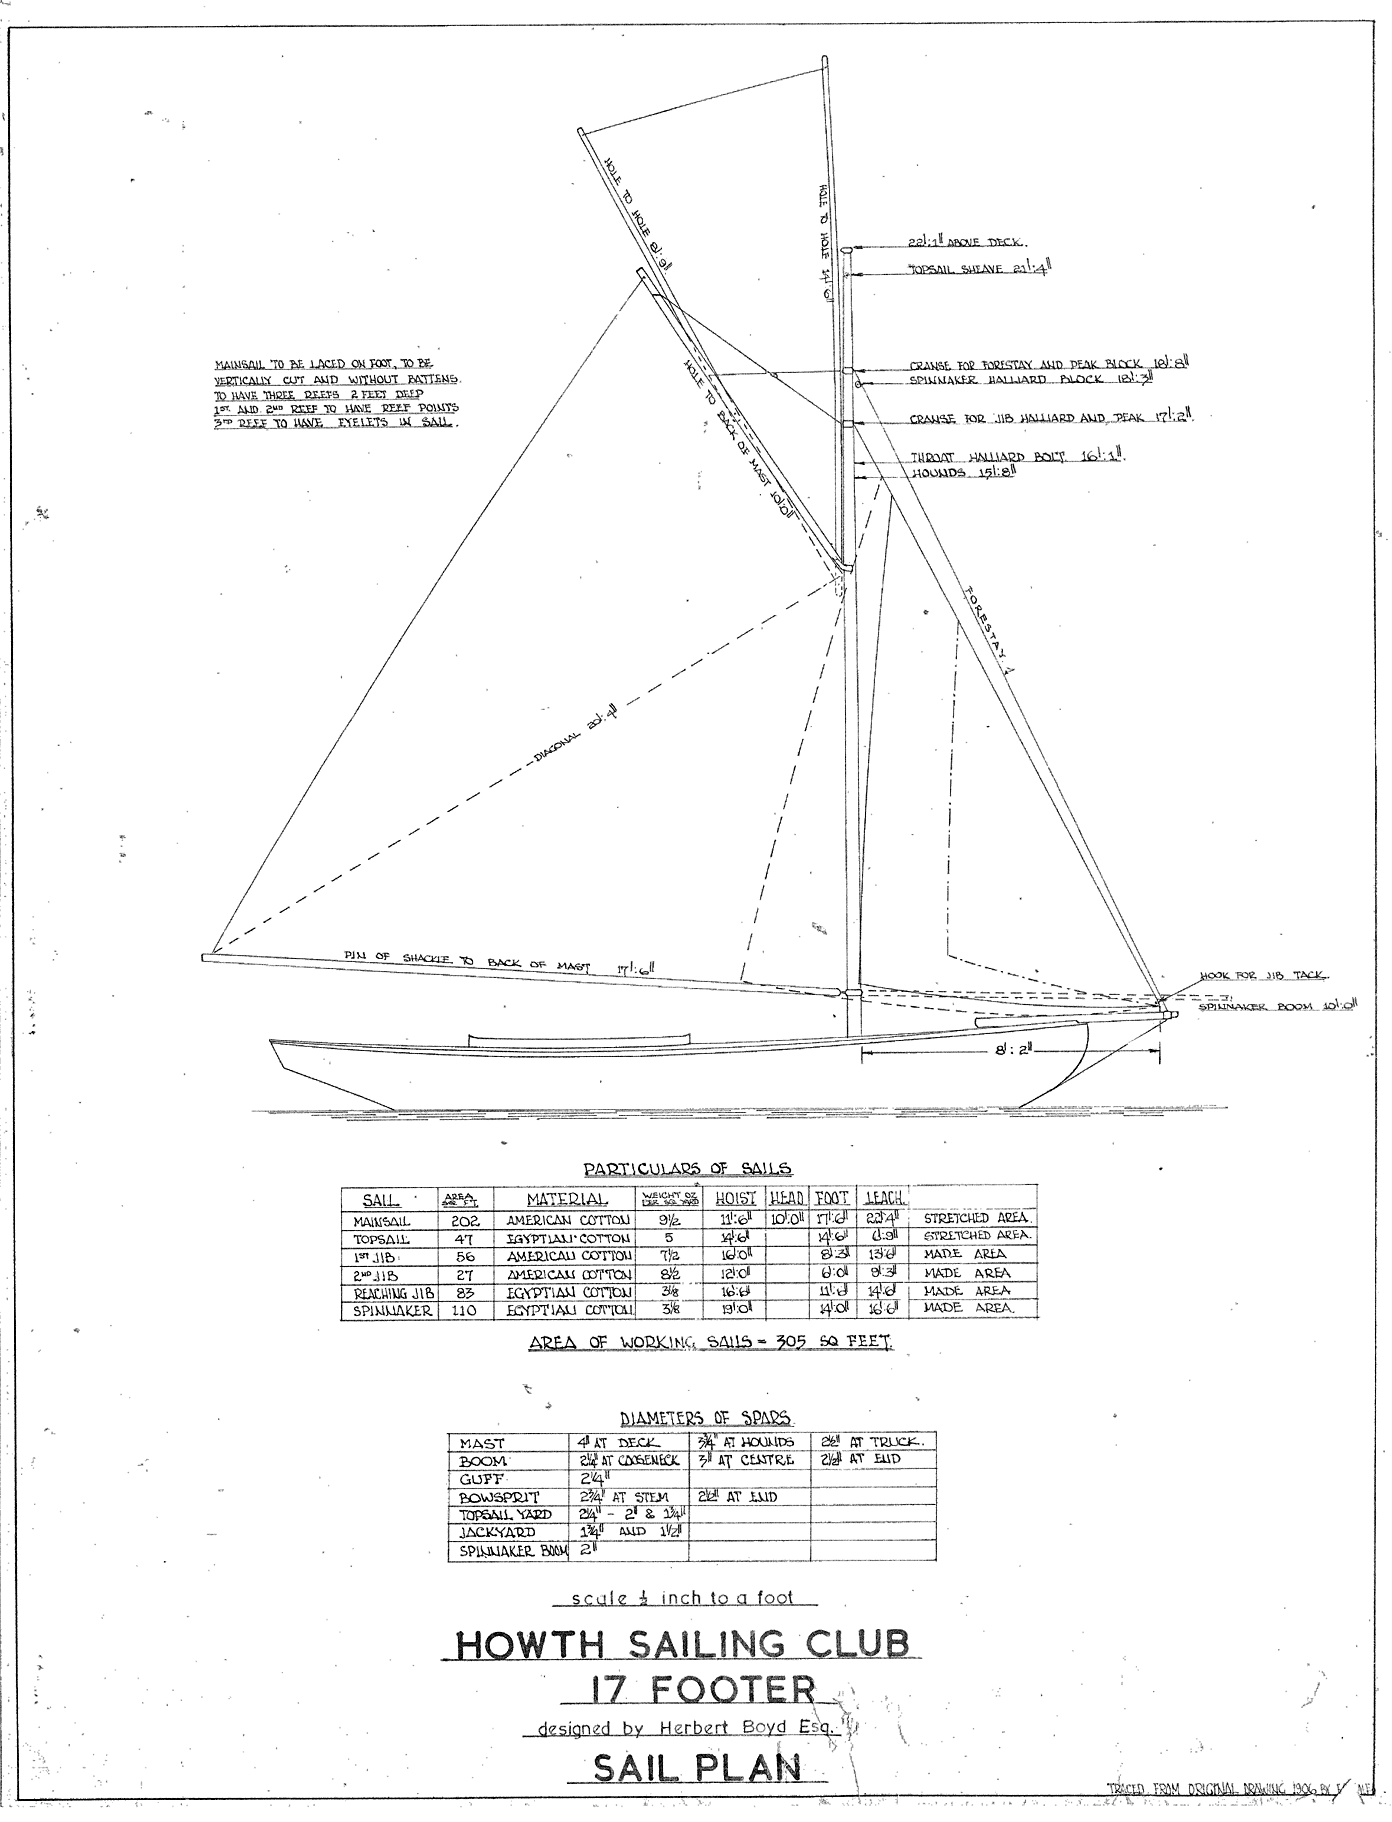 HOLE TO HOLE 8':9"
HOLE TO HOLE 14':6"
22':1" ABOVE DECK.
TOPSAIL SHEAVE 21':4"
MAINSAIL TO BE LACED ON FOOT, TO BE
VERTICALLY CUT AND WITHOUT BATTENS.
TO HAVE THREE REEFS 2 FEET DEEP
1ST. AND 2ND REEF TO HAVE REEF POINTS
3RD REEF TO HAVE EYELETS IN SAIL.
HOLE TO BACK OF MAST 10':0"
CRANSE FOR FORESTAY AND PEAK BLOCK 18':8"
SPINNAKER HALLIARD BLOCK 18':3"
CRANSE FOR JIB HALLIARD AND PEAK 17':2"
THROAT HALLIARD BOLT 16':1"
HOUNDS 15':8"
FORESTAY
DIAGONAL 20':4"
PIN OF SHACKLE TO BACK OF MAST 17':6"
HOOK FOR JIB TACK.
SPINNAKER BOOM 10':0"
8':2"
PARTICULARS OF SAILS
SAIL AREA SQ. FT. MATERIAL WEIGHT OZ PER SQ YARD HOIST HEAD FOOT LEACH
MAINSAIL 202 AMERICAN COTTON 9½ 11':6" 10':0" 17':6" 22':4" STRETCHED AREA.
TOPSAIL 47 EGYPTIAN COTTON 5 14':6" 14':6" STRETCHED AREA.
1ST JIB 56 AMERICAN COTTON 7½ 16':0" 8':3" 13':6" MADE AREA
2ND JIB 27 AMERICAN COTTON 8½ 12':0" 6':0" 9':3" MADE AREA
REACHING JIB 83 EGYPTIAN COTTON 3⅛ 16':6" 11':6" 14':6" MADE AREA
SPINNAKER 110 EGYPTIAN COTTON 3⅛ 19':0" 14':0" 16':6" MADE AREA.
AREA OF WORKING SAILS = 305 SQ FEET.
DIAMETERS OF SPARS
MAST 4" AT DECK 3¾" AT HOUNDS 2½" AT TRUCK.
BOOM 2¼" AT GOOSENECK 3" AT CENTRE 2½" AT END
GUFF 2¼"
BOWSPRIT 2¾" AT STEM 2½" AT END
TOPSAIL YARD 2¼" - 2" & 1¾"
JACKYARD 1¾" AND 1½"
SPINNAKER BOOM 2"
scale ½ inch to a foot
HOWTH SAILING CLUB
17 FOOTER
designed by Herbert Boyd Esq.
SAIL PLAN
TRACED FROM ORIGINAL DRAWING 1906 BY